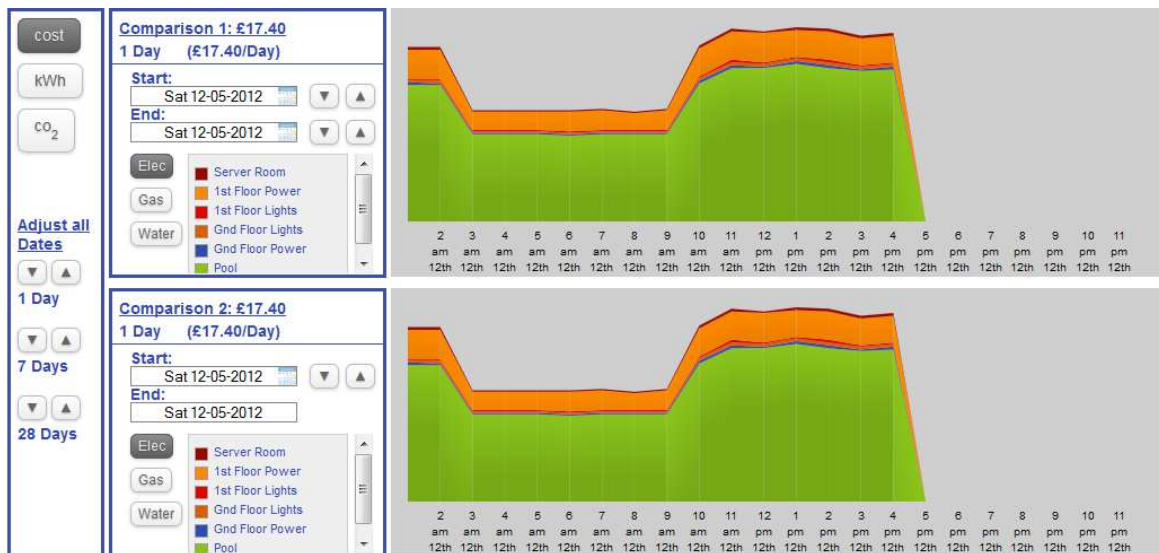 cost
kWh
co2
Adjust all
Dates
▼ ▲
1 Day
▼ ▲
7 Days
▼ ▲
28 Days
Comparison 1: £17.40
1 Day (£17.40/Day)
Start:
Sat 12-05-2012 ▼ ▲
End:
Sat 12-05-2012 ▼ ▲
Elec
Gas
Water
Server Room
1st Floor Power
1st Floor Lights
Gnd Floor Lights
Gnd Floor Power
Pool
2 3 4 5 6 7 8 9 10 11 12 1 2 3 4 5 6 7 8 9 10 11
am am am am am am am am am am pm pm pm pm pm pm pm pm pm pm pm pm
12th 12th 12th 12th 12th 12th 12th 12th 12th 12th 12th 12th 12th 12th 12th 12th 12th 12th 12th 12th 12th 12th
Comparison 2: £17.40
1 Day (£17.40/Day)
Start:
Sat 12-05-2012 ▼ ▲
End:
Sat 12-05-2012
Elec
Gas
Water
Server Room
1st Floor Power
1st Floor Lights
Gnd Floor Lights
Gnd Floor Power
Pool
2 3 4 5 6 7 8 9 10 11 12 1 2 3 4 5 6 7 8 9 10 11
am am am am am am am am am am pm pm pm pm pm pm pm pm pm pm pm pm
12th 12th 12th 12th 12th 12th 12th 12th 12th 12th 12th 12th 12th 12th 12th 12th 12th 12th 12th 12th 12th 12th